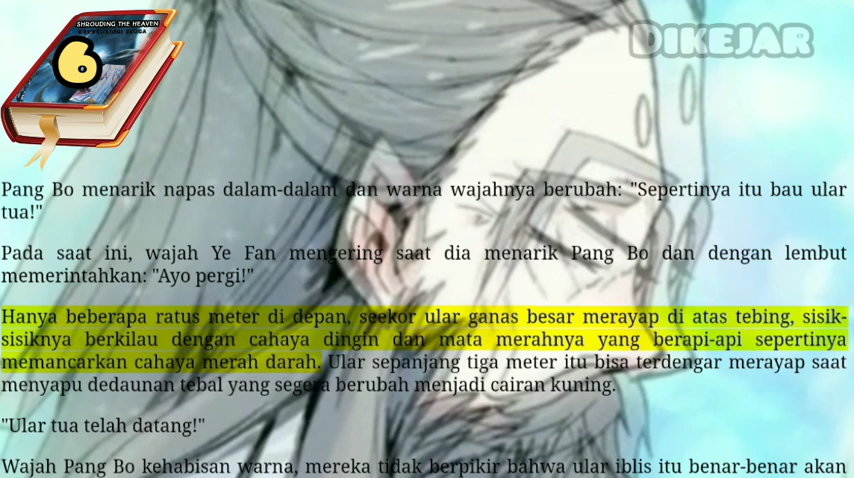 SHROUDING THE HEAVEN
6
DIKEJAR
Pang Bo menarik napas dalam-dalam dan warna wajahnya berubah: "Sepertinya itu bau ular
tua!"
Pada saat ini, wajah Ye Fan mengering saat dia menarik Pang Bo dan dengan lembut
memerintahkan: "Ayo pergi!"
Hanya beberapa ratus meter di depan, seekor ular ganas besar merayap di atas tebing, sisik-
sisiknya berkilau dengan cahaya dingin dan mata merahnya yang berapi-api sepertinya
memancarkan cahaya merah darah. Ular sepanjang tiga meter itu bisa terdengar merayap saat
menyapu dedaunan tebal yang segera berubah menjadi cairan kuning.
"Ular tua telah datang!"
Wajah Pang Bo kehabisan warna, mereka tidak berpikir bahwa ular iblis itu benar-benar akan